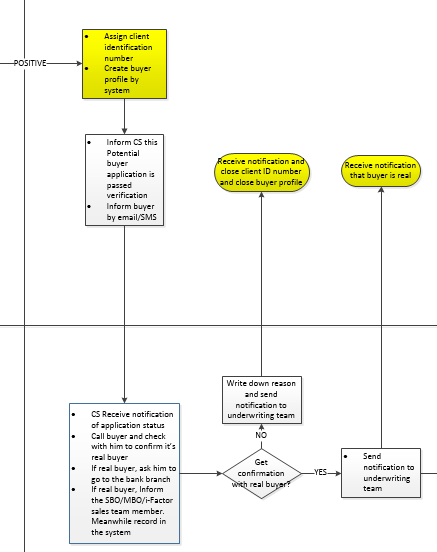 POSITIVE
• Assign client
identification
number
• Create buyer
profile by
system
• Inform CS this
Potential
buyer
application is
passed
verification
• Inform buyer
by email/SMS
Receive notification and
close client ID number
and close buyer profile
Receive notification
that buyer is real
• CS Receive notification
of application status
• Call buyer and check
with him to confirm it's
real buyer
• If real buyer, ask him to
go to the bank branch
• If real buyer, Inform
the SBO/MBO/i-Factor
sales team member.
Meanwhile record in
the system
Write down reason
and send
notification to
underwriting team
NO
Get
confirmation
with real buyer?
YES
• Send
notification to
underwriting
team